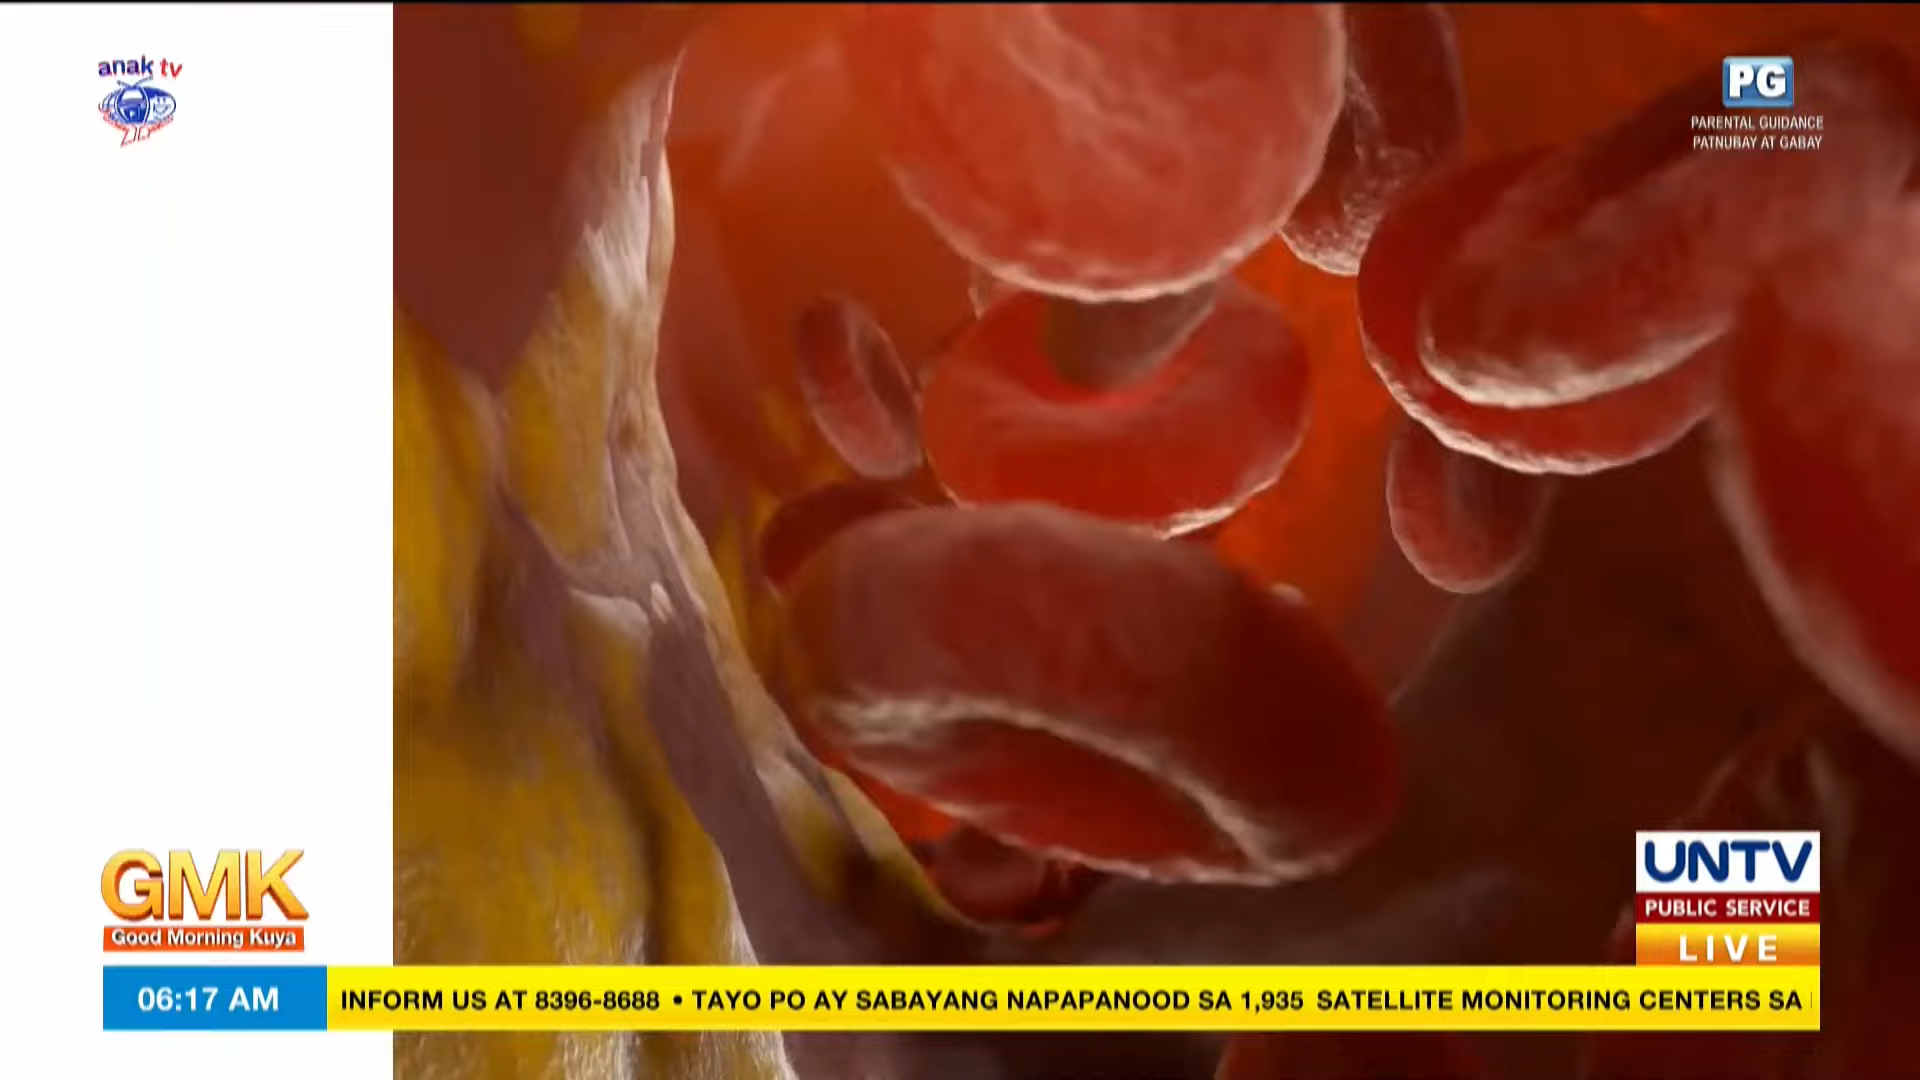 anak tv
PG
PARENTAL GUIDANCE
PATNUBAY AT GABAY
GMK
Good Morning Kuya
UNTV
PUBLIC SERVICE
LIVE
06:17 AM
INFORM US AT 8396-8688 • TAYO PO AY SABAYANG NAPAPANOOD SA 1,935 SATELLITE MONITORING CENTERS SA